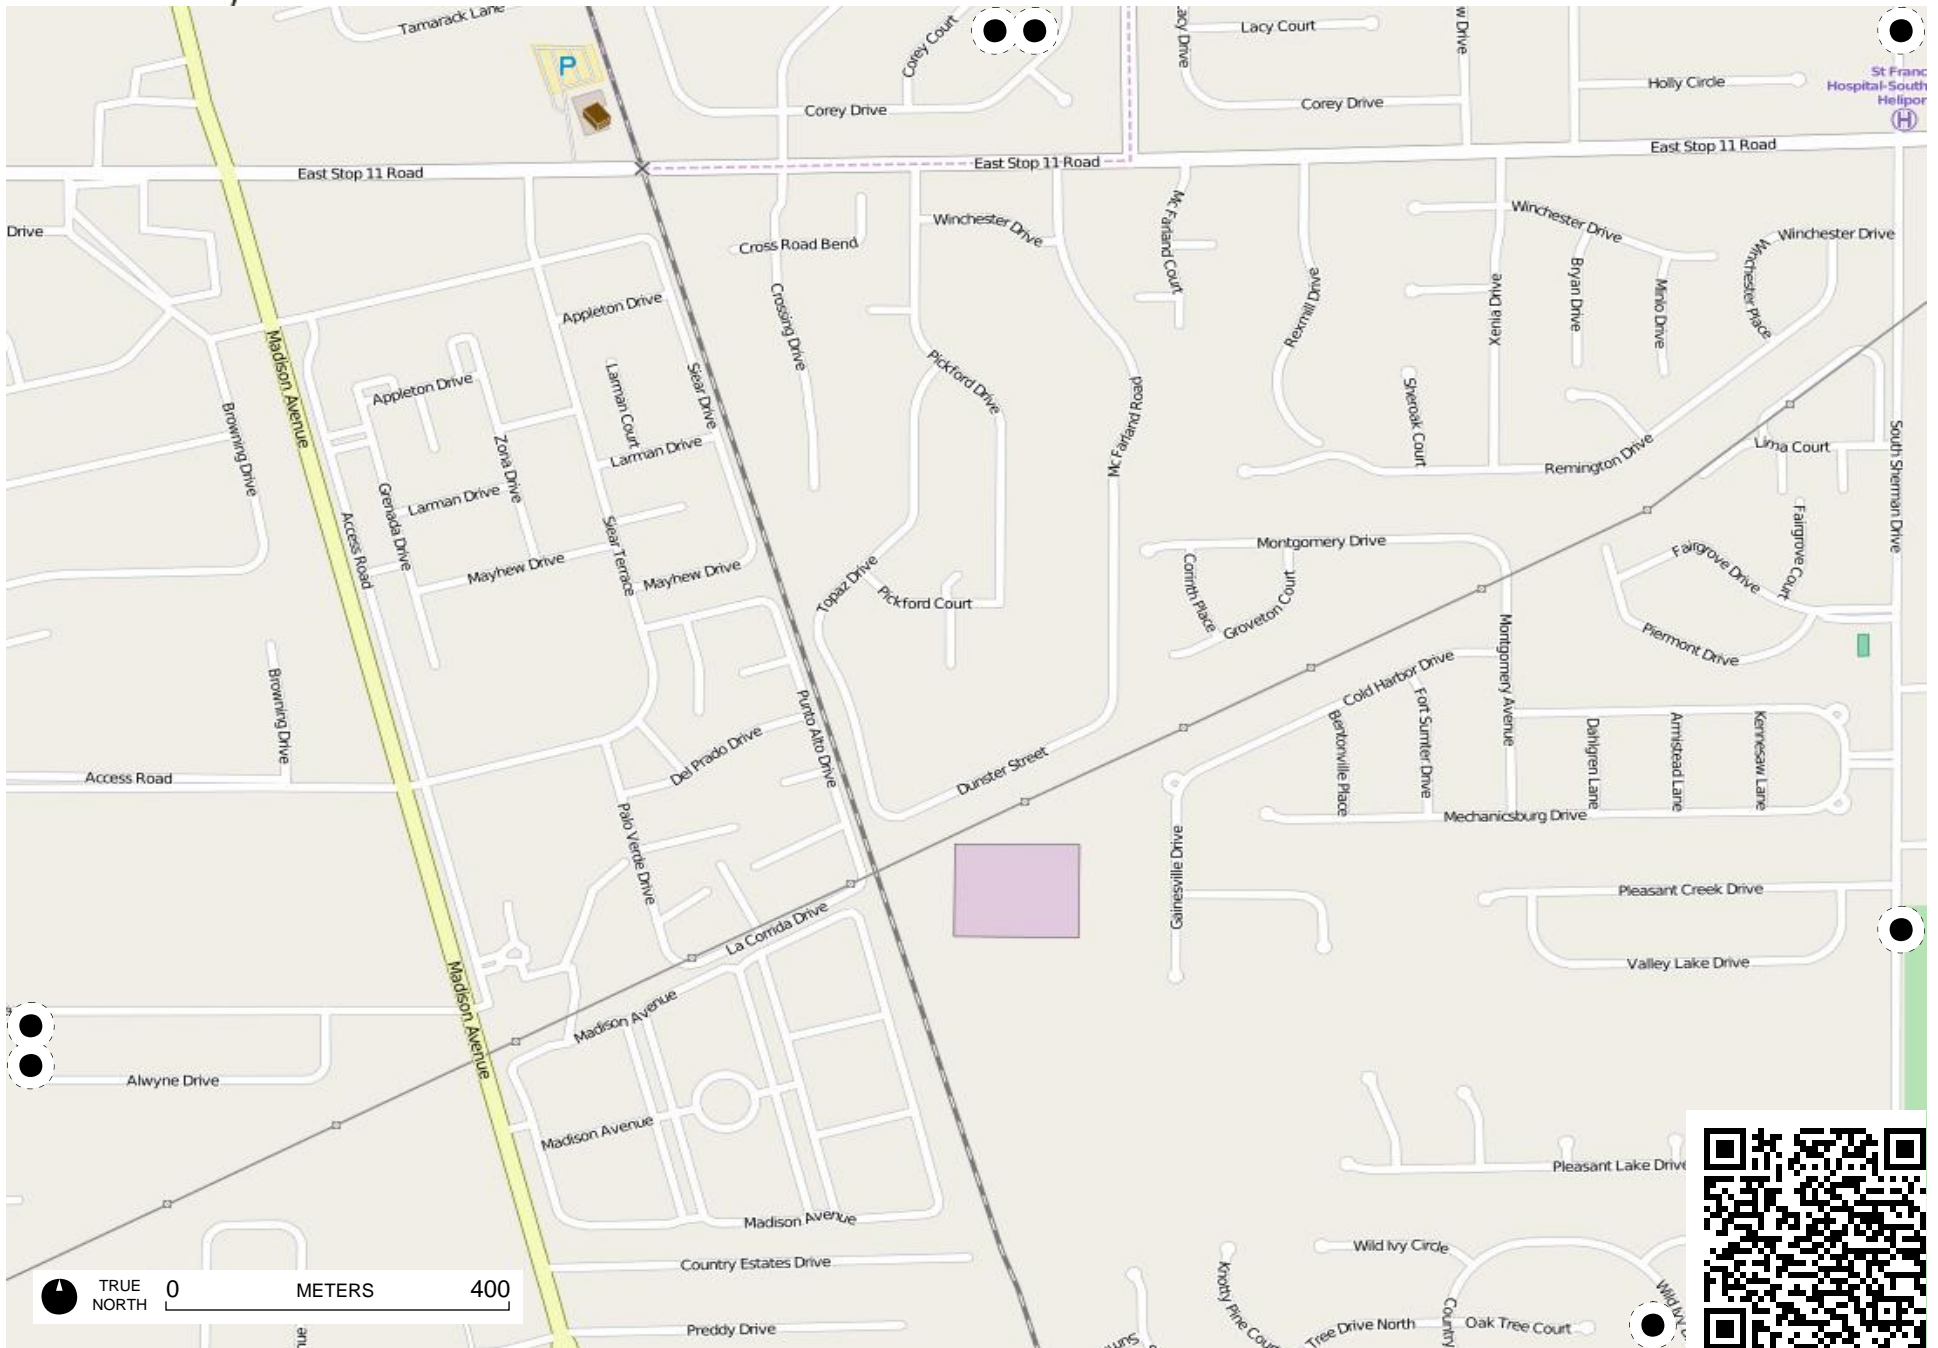 Tamarack Lane
Corey Court
Lacy Court
Holly Circle
St Franc
Hospital-South
Helipor
H
P
Corey Drive
Corey Drive
East Stop 11 Road
East Stop 11 Road
East Stop 11 Road
Drive
Cross Road Bend
Winchester Drive
Mc Farland Court
Winchester Drive
Winchester Drive
Winchester Place
Appleton Drive
Crossing Drive
Rexmill Drive
Xenia Drive
Bryan Drive
Minlo Drive
Madison Avenue
Appleton Drive
Larman Court
Siear Drive
Pickford Drive
Mc Farland Road
Sheroak Court
Browning Drive
Zona Drive
Larman Drive
Remington Drive
Lima Court
South Sherman Drive
Larman Drive
Grenada Drive
Access Road
Siear Terrace
Mayhew Drive
Mayhew Drive
Topaz Drive
Pickford Court
Montgomery Drive
Corinth Place
Groveton Court
Fairgrove Drive
Fairgrove Court
Piermont Drive
Browning Drive
Punto Alto Drive
Del Prado Drive
Cold Harbor Drive
Montgomery Avenue
Bentonville Place
Fort Sumter Drive
Dahlgren Lane
Armistead Lane
Kennesaw Lane
Access Road
Dunster Street
Palo Verde Drive
Mechanicsburg Drive
Gainesville Drive
Pleasant Creek Drive
La Corrida Drive
Valley Lake Drive
Madison Avenue
Madison Avenue
Alwyne Drive
Madison Avenue
Pleasant Lake Drive
Madison Avenue
Country Estates Drive
Wild Ivy Circle
Knotty Pine Cour
Country
Tree Drive North
Oak Tree Court
Preddy Drive
TRUE
NORTH
0 METERS 400